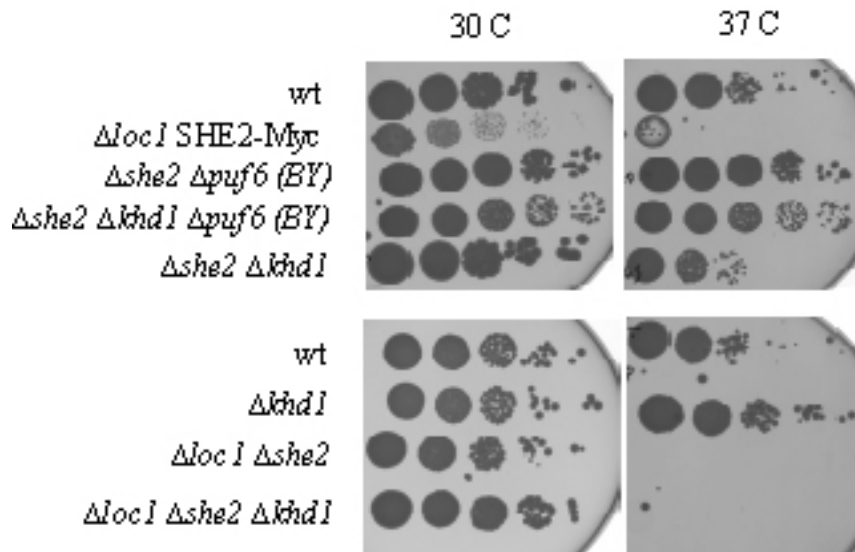 30 C 37 C
wt
Δloc1 SHE2-Myc
Δshe2 Δpuf6 (BY)
Δshe2 Δkhd1 Δpuf6 (BY)
Δshe2 Δkhd1
wt
Δkhd1
Δloc1 Δshe2
Δloc1 Δshe2 Δkhd1